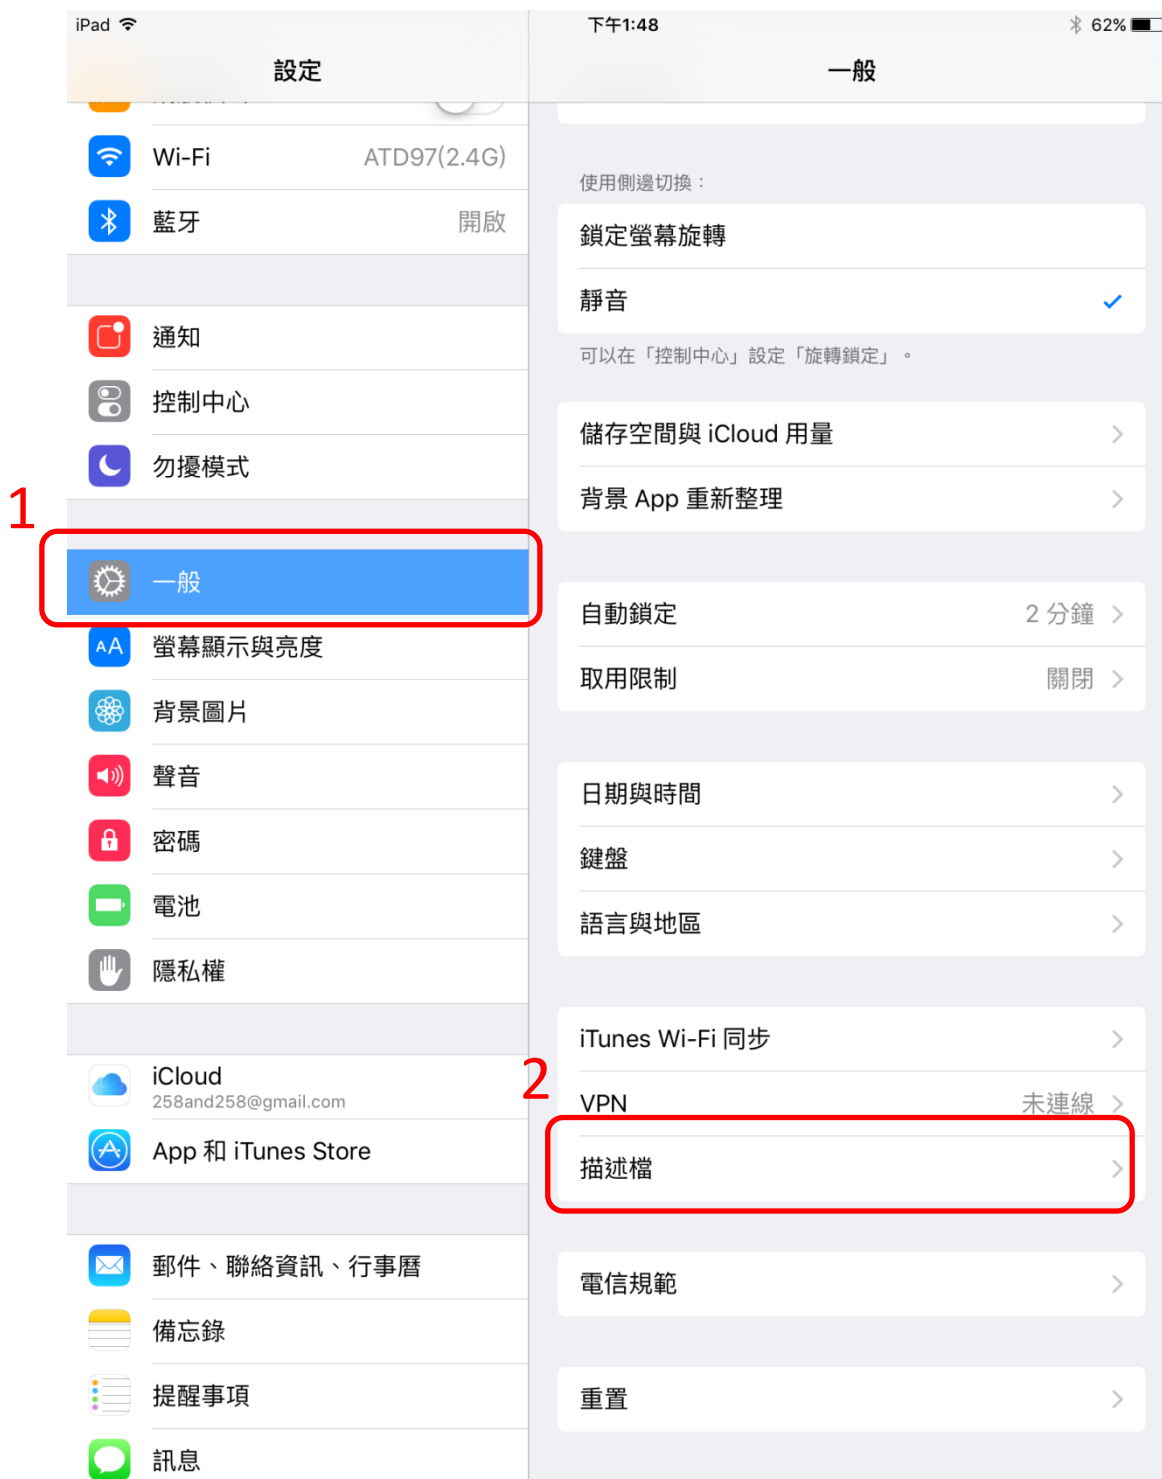 iPad
下午1:48
62%
設定
一般
Wi-Fi
ATD97(2.4G)
藍牙
開啟
通知
控制中心
勿擾模式
1
一般
螢幕顯示與亮度
背景圖片
聲音
密碼
電池
隱私權
iCloud
258and258@gmail.com
App 和 iTunes Store
郵件、聯絡資訊、行事曆
備忘錄
提醒事項
訊息
使用側邊切換：
鎖定螢幕旋轉
靜音
可以在「控制中心」設定「旋轉鎖定」。
儲存空間與 iCloud 用量
背景 App 重新整理
自動鎖定
2 分鐘
取用限制
關閉
日期與時間
鍵盤
語言與地區
iTunes Wi-Fi 同步
2
VPN
未連線
描述檔
電信規範
重置